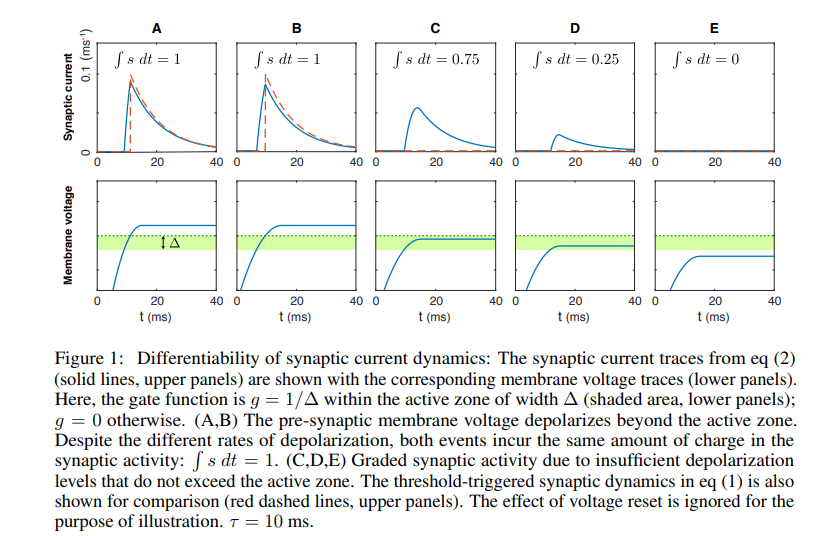 A B C D E
Synaptic current
0.1 (ms⁻¹)
0
∫ s dt = 1
∫ s dt = 1
∫ s dt = 0.75
∫ s dt = 0.25
∫ s dt = 0
0 20 40 0 20 40 0 20 40 0 20 40 0 20 40
Membrane voltage
Δ
0 20 40 0 20 40 0 20 40 0 20 40 0 20 40
t (ms) t (ms) t (ms) t (ms) t (ms)
Figure 1: Differentiability of synaptic current dynamics: The synaptic current traces from eq (2)
(solid lines, upper panels) are shown with the corresponding membrane voltage traces (lower panels).
Here, the gate function is g = 1/Δ within the active zone of width Δ (shaded area, lower panels);
g = 0 otherwise. (A,B) The pre-synaptic membrane voltage depolarizes beyond the active zone.
Despite the different rates of depolarization, both events incur the same amount of charge in the
synaptic activity: ∫ s dt = 1. (C,D,E) Graded synaptic activity due to insufficient depolarization
levels that do not exceed the active zone. The threshold-triggered synaptic dynamics in eq (1) is also
shown for comparison (red dashed lines, upper panels). The effect of voltage reset is ignored for the
purpose of illustration. τ = 10 ms.